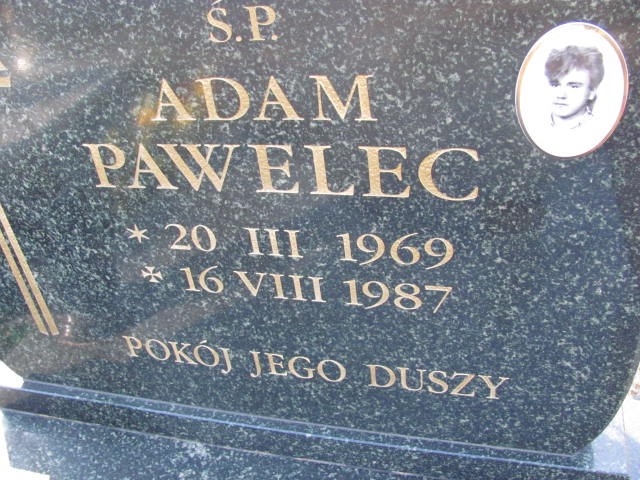 Ś.P.
ADAM
PAWELEC
* 20 III 1969
✢ 16 VIII 1987
POKÓJ JEGO DUSZY